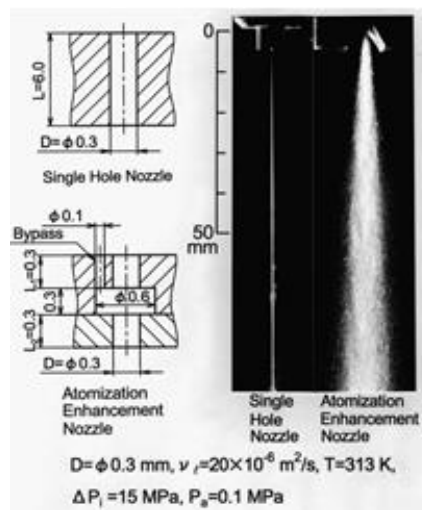 L=6.0
D=ϕ0.3
Single Hole Nozzle
ϕ0.1
Bypass
0.3
ϕ0.6
D=ϕ0.3
Atomization
Enhancement
Nozzle
0
50
mm
Single
Hole
Nozzle
Atomization
Enhancement
Nozzle
D=ϕ0.3 mm, ν ℓ=20×10⁻⁶ m²/s, T=313 K,
ΔPᵢ=15 MPa, Pₐ=0.1 MPa